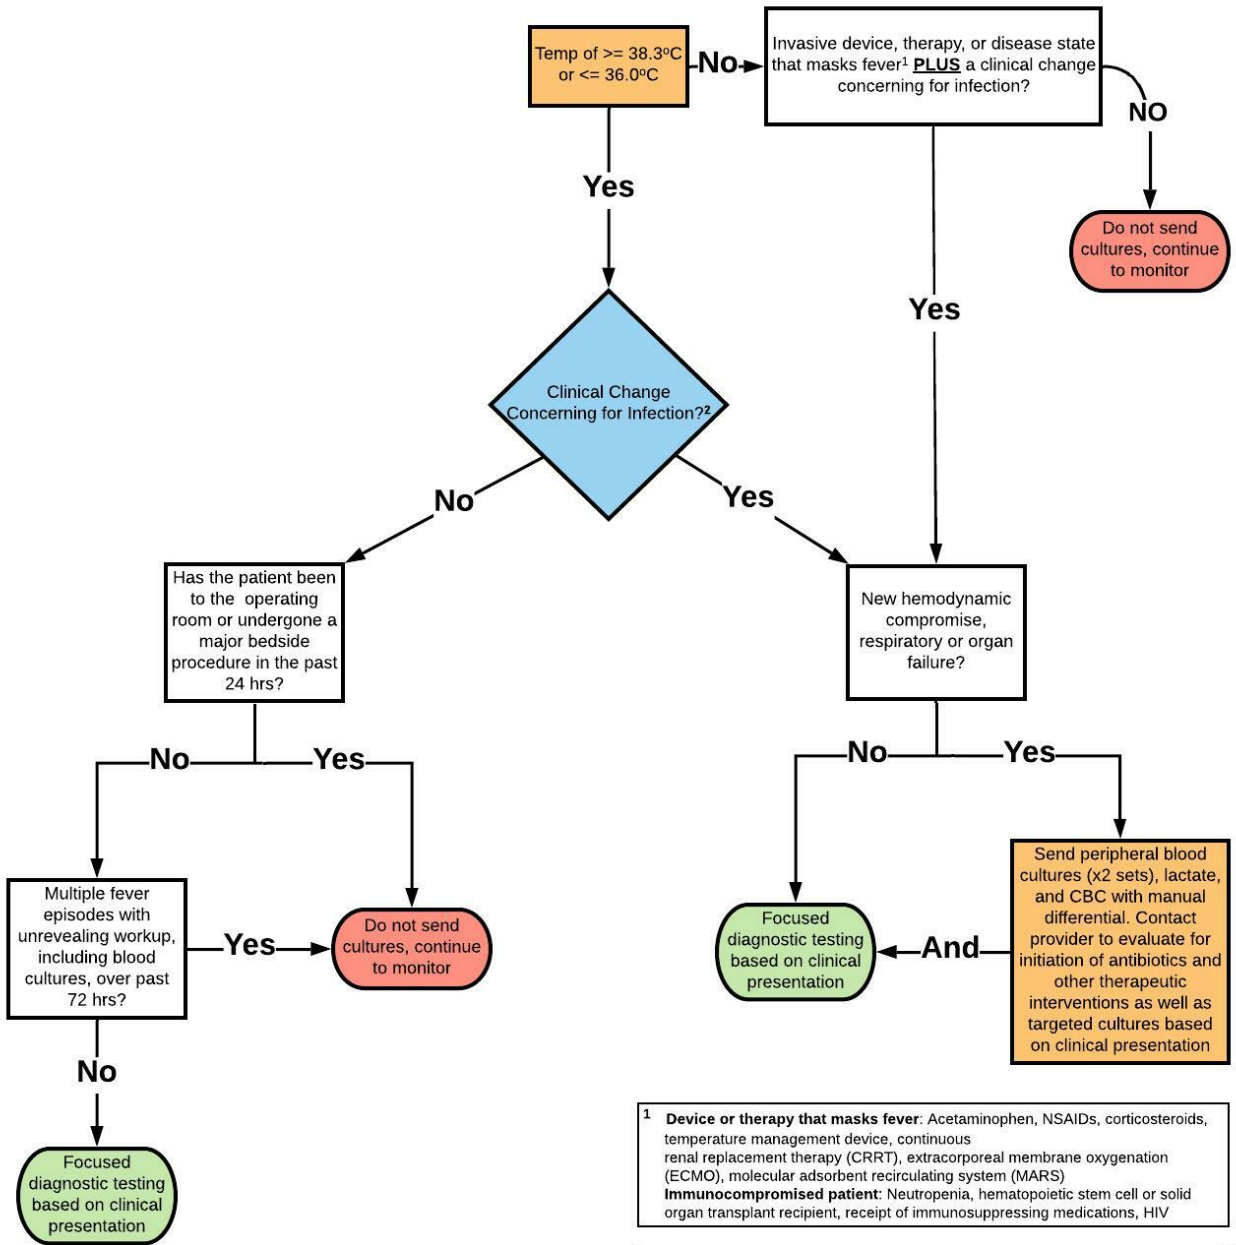 Temp of >= 38.3ºC
or <= 36.0ºC
No
Invasive device, therapy, or disease state
that masks fever¹ PLUS a clinical change
concerning for infection?
NO
Do not send
cultures, continue
to monitor
Yes
Yes
Clinical Change
Concerning for Infection?²
No
Yes
Has the patient been
to the operating
room or undergone a
major bedside
procedure in the past
24 hrs?
New hemodynamic
compromise,
respiratory or organ
failure?
No
Yes
No
Yes
Multiple fever
episodes with
unrevealing workup,
including blood
cultures, over past
72 hrs?
Yes
Do not send
cultures, continue
to monitor
Focused
diagnostic testing
based on clinical
presentation
And
Send peripheral blood
cultures (x2 sets), lactate,
and CBC with manual
differential. Contact
provider to evaluate for
initiation of antibiotics and
other therapeutic
interventions as well as
targeted cultures based
on clinical presentation
No
Focused
diagnostic testing
based on clinical
presentation
1 Device or therapy that masks fever: Acetaminophen, NSAIDs, corticosteroids,
temperature management device, continuous
renal replacement therapy (CRRT), extracorporeal membrane oxygenation
(ECMO), molecular adsorbent recirculating system (MARS)
Immunocompromised patient: Neutropenia, hematopoietic stem cell or solid
organ transplant recipient, receipt of immunosuppressing medications, HIV